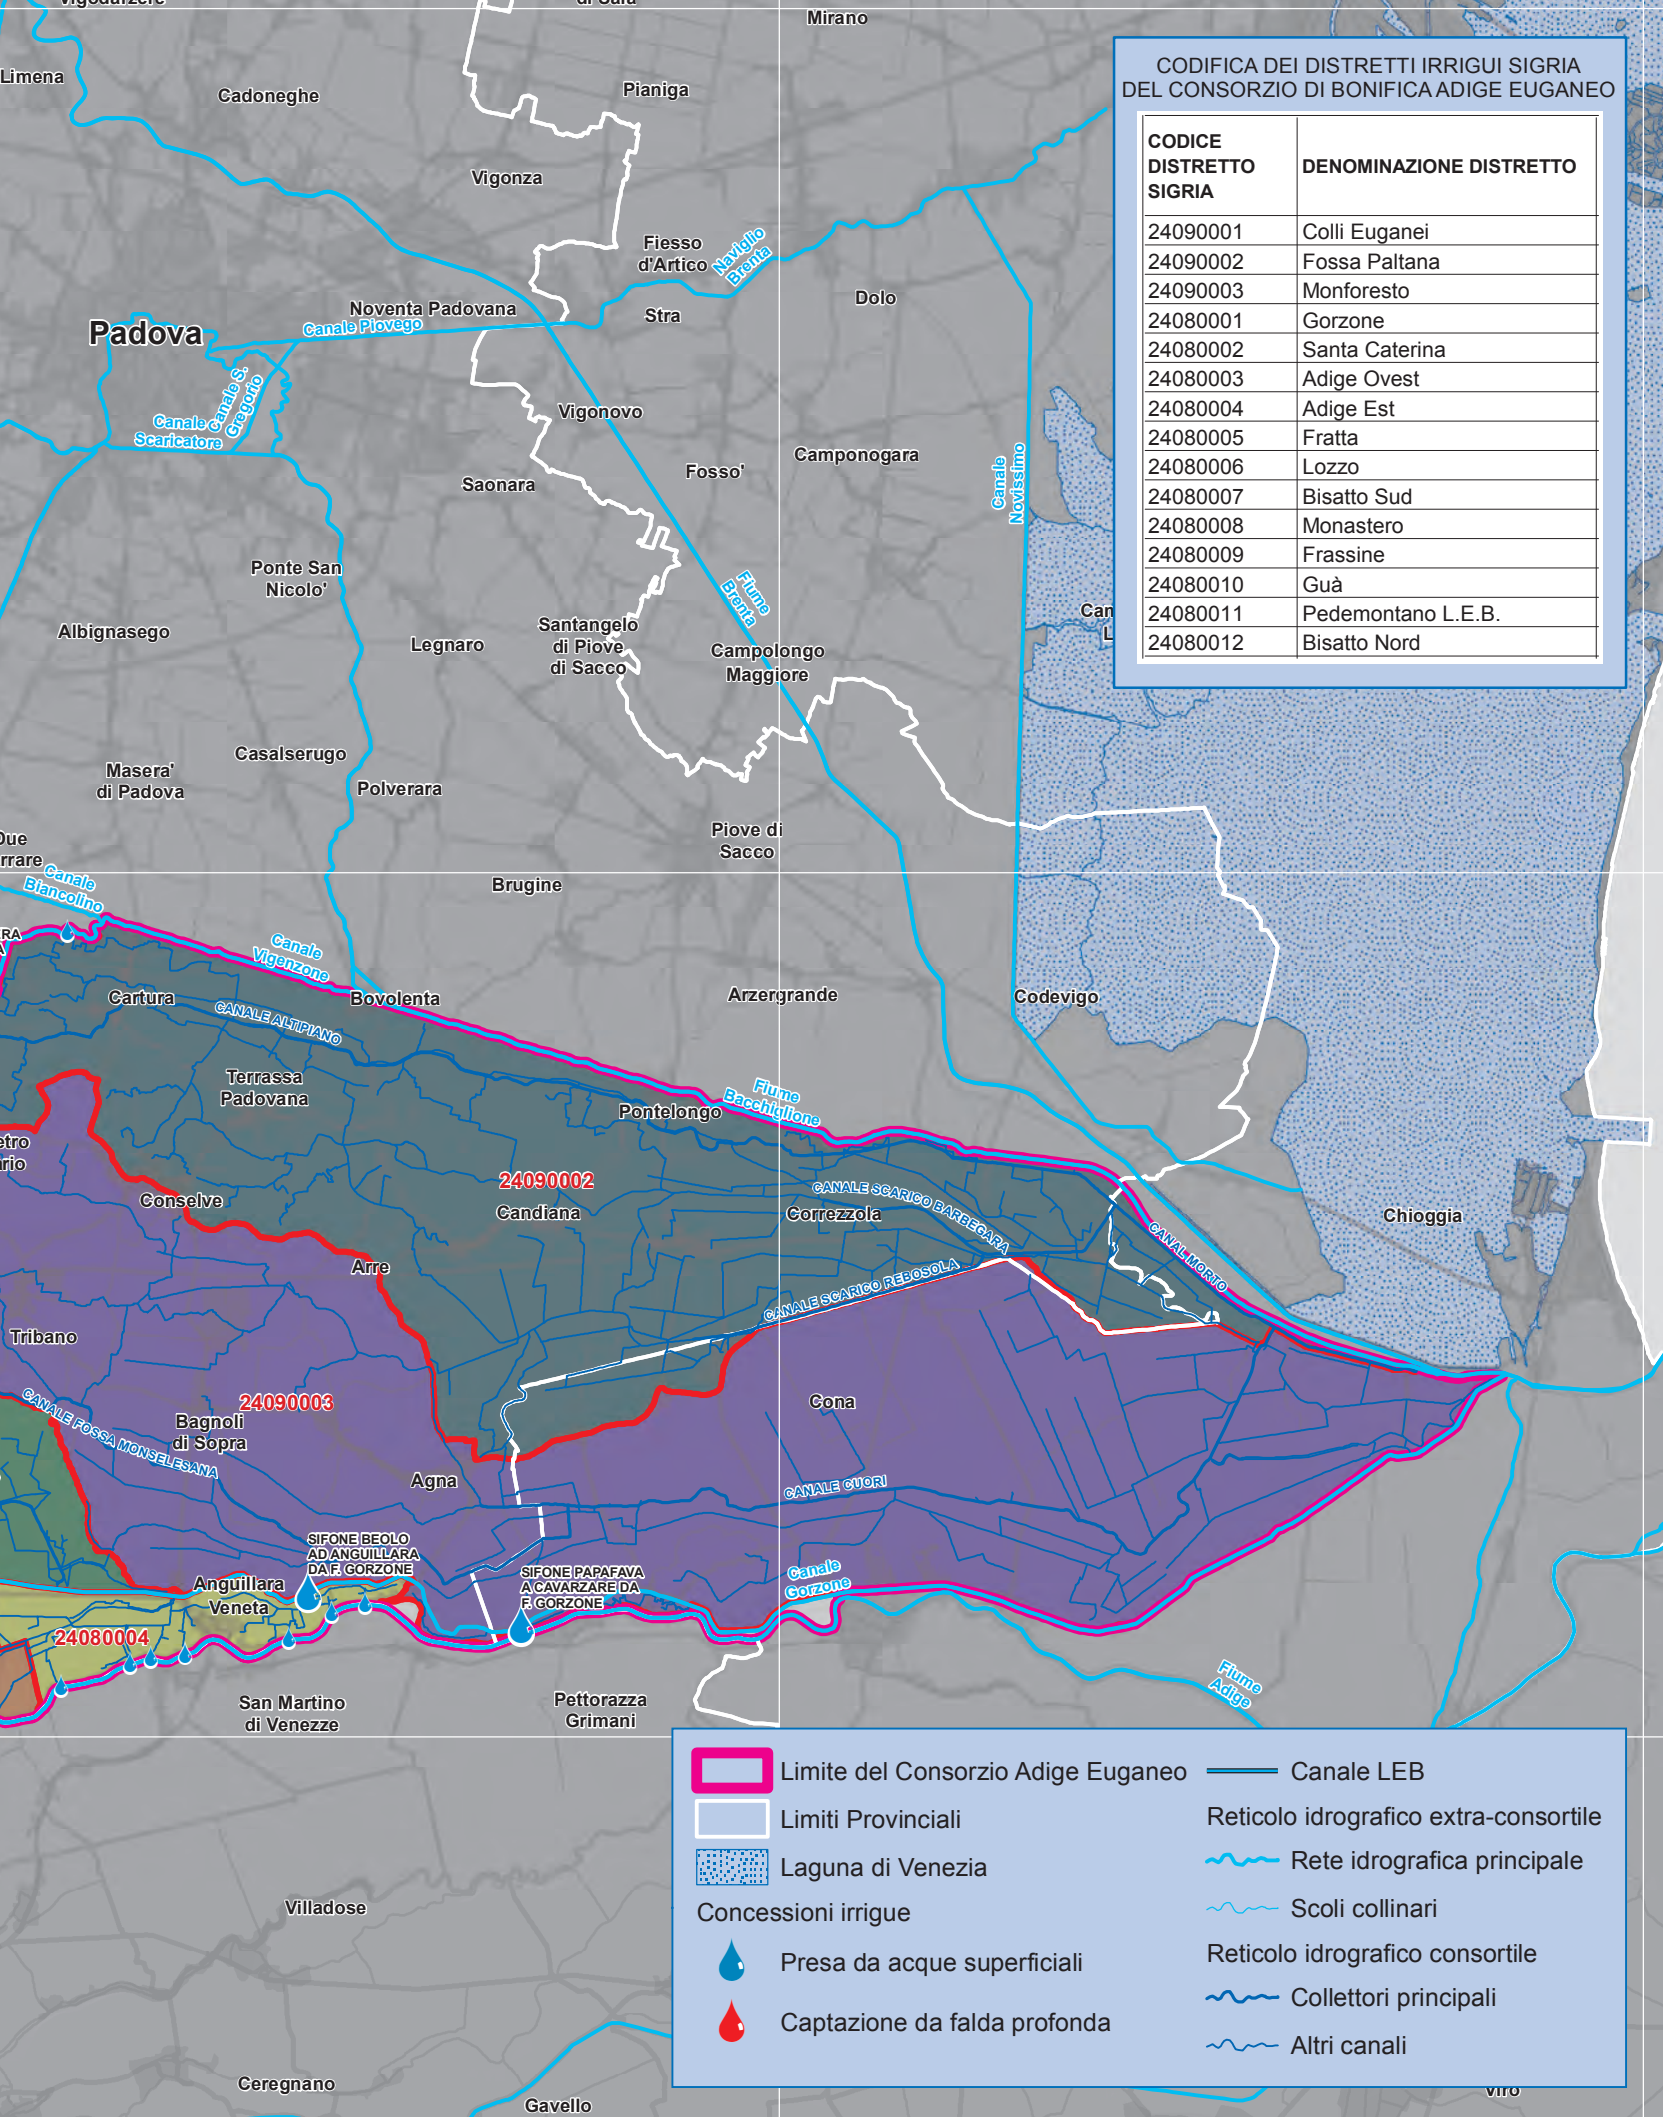 Mirano
Limena
Cadoneghe
Pianiga
Vigonza
Fiesso
d'Artico
Naviglio
Brenta
Dolo
Noventa Padovana
Stra
Padova
Canale Piovego
Canale S.
Gregorio
Canale
Scaricatore
Vigonovo
Fosso'
Camponogara
Canale
Novissimo
Saonara
Ponte San
Nicolo'
Fiume
Brenta
Albignasego
Legnaro
Santangelo
di Piove
di Sacco
Campolongo
Maggiore
Casalserugo
Masera'
di Padova
Polverara
Piove di
Sacco
Due
Canale
Biancolino
Brugine
Canale
Vigenzone
Cartura
Bovolenta
Arzergrande
Codevigo
CANALE ALTIPIANO
Terrassa
Padovana
Pontelongo
Fiume
Bacchiglione
24090002
Candiana
Conselve
CANALE SCARICO BARBEGARA
Correzzola
Chioggia
CANAL MORTO
Arre
CANALE SCARICO REBOSOLA
Tribano
24090003
Bagnoli
di Sopra
CANALE FOSSA MONSELESANA
Cona
Agna
CANALE CUORI
SIFONE BEOLO
AD ANGUILLARA
DA F. GORZONE
SIFONE PAPAFAVA
A CAVARZARE DA
F. GORZONE
Canale
Gorzone
Anguillara
Veneta
24080004
Fiume
Adige
San Martino
di Venezze
Pettorazza
Grimani
Villadose
Ceregnano
Gavello
CODIFICA DEI DISTRETTI IRRIGUI SIGRIA
DEL CONSORZIO DI BONIFICA ADIGE EUGANEO
CODICE
DISTRETTO
SIGRIA
DENOMINAZIONE DISTRETTO
24090001 Colli Euganei
24090002 Fossa Paltana
24090003 Monforesto
24080001 Gorzone
24080002 Santa Caterina
24080003 Adige Ovest
24080004 Adige Est
24080005 Fratta
24080006 Lozzo
24080007 Bisatto Sud
24080008 Monastero
24080009 Frassine
24080010 Guà
24080011 Pedemontano L.E.B.
24080012 Bisatto Nord
Limite del Consorzio Adige Euganeo
Limiti Provinciali
Laguna di Venezia
Concessioni irrigue
Presa da acque superficiali
Captazione da falda profonda
Canale LEB
Reticolo idrografico extra-consortile
Rete idrografica principale
Scoli collinari
Reticolo idrografico consortile
Collettori principali
Altri canali